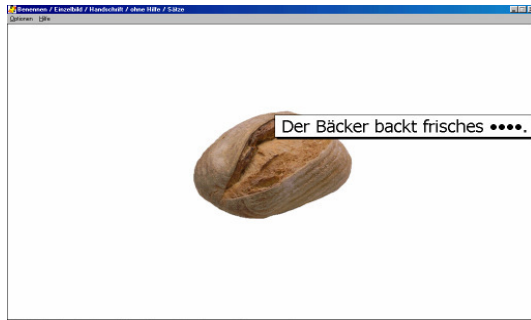 Benennen / Einzelbild / Handschrift / ohne Hilfe / Sätze
Optionen Hilfe
Der Bäcker backt frisches ••••.